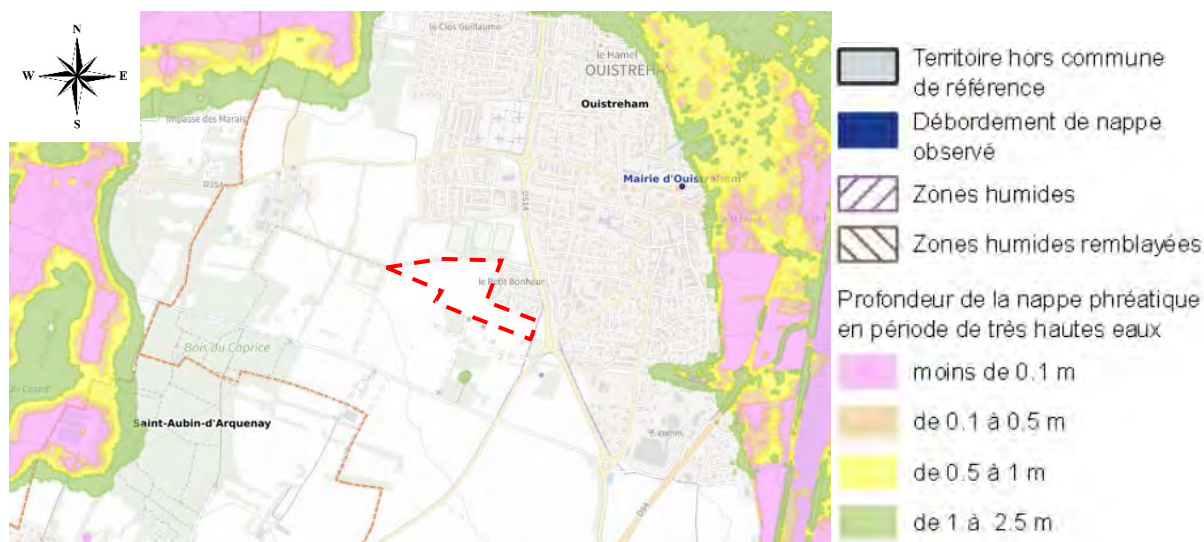 N
W E
S
le Clos Guillaume
le Hamel
OUISTREHAM
Ouistreham
Impasse des Marais
D35A
D514
Mairie d'Ouistreham
le Petit Bonheur
Bois du Caprice
Saint-Aubin-d'Arquenay
C. comm.
D84
Territoire hors commune
de référence
Débordement de nappe
observé
Zones humides
Zones humides remblayées
Profondeur de la nappe phréatique
en période de très hautes eaux
moins de 0.1 m
de 0.1 à 0.5 m
de 0.5 à 1 m
de 1 à 2.5 m